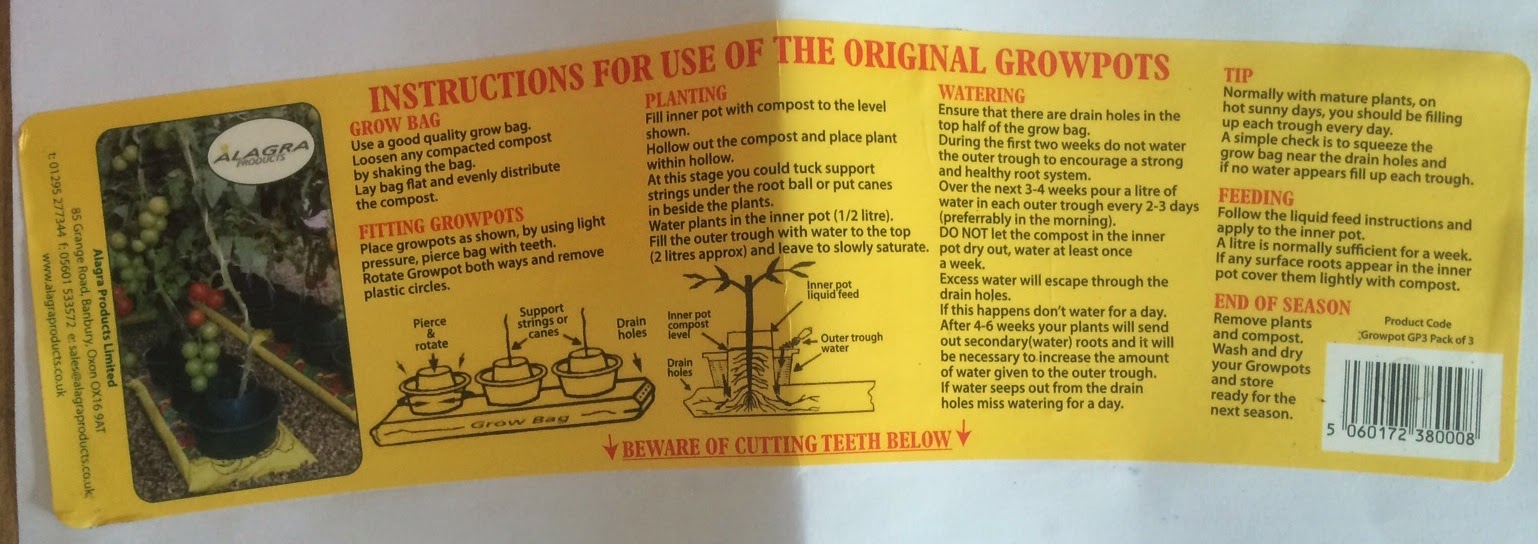 INSTRUCTIONS FOR USE OF THE ORIGINAL GROWPOTS
ALAGRA
PRODUCTS
Alagra Products Limited
85 Grange Road, Banbury, Oxon OX16 9AT
t: 01295 277344 f: 05601 533572 e: sales@alagraproducts.co.uk
www.alagraproducts.co.uk
GROW BAG
Use a good quality grow bag.
Loosen any compacted compost
by shaking the bag.
Lay bag flat and evenly distribute
the compost.
FITTING GROWPOTS
Place growpots as shown, by using light
pressure, pierce bag with teeth.
Rotate Growpot both ways and remove
plastic circles.
Pierce
&
rotate
Support
strings or
canes
Drain
holes
Grow Bag
PLANTING
Fill inner pot with compost to the level
shown.
Hollow out the compost and place plant
within hollow.
At this stage you could tuck support
strings under the root ball or put canes
in beside the plants.
Water plants in the inner pot (1/2 litre).
Fill the outer trough with water to the top
(2 litres approx) and leave to slowly saturate.
Inner pot
liquid feed
Inner pot
compost
level
Outer trough
water
Drain
holes
BEWARE OF CUTTING TEETH BELOW
WATERING
Ensure that there are drain holes in the
top half of the grow bag.
During the first two weeks do not water
the outer trough to encourage a strong
and healthy root system.
Over the next 3-4 weeks pour a litre of
water in each outer trough every 2-3 days
(preferrably in the morning).
DO NOT let the compost in the inner
pot dry out, water at least once
a week.
Excess water will escape through the
drain holes.
If this happens don't water for a day.
After 4-6 weeks your plants will send
out secondary(water) roots and it will
be necessary to increase the amount
of water given to the outer trough.
If water seeps out from the drain
holes miss watering for a day.
TIP
Normally with mature plants, on
hot sunny days, you should be filling
up each trough every day.
A simple check is to squeeze the
grow bag near the drain holes and
if no water appears fill up each trough.
FEEDING
Follow the liquid feed instructions and
apply to the inner pot.
A litre is normally sufficient for a week.
If any surface roots appear in the inner
pot cover them lightly with compost.
END OF SEASON
Remove plants
and compost.
Wash and dry
your Growpots
and store
ready for the
next season.
Product Code
Growpot GP3 Pack of 3
5 060172 380008